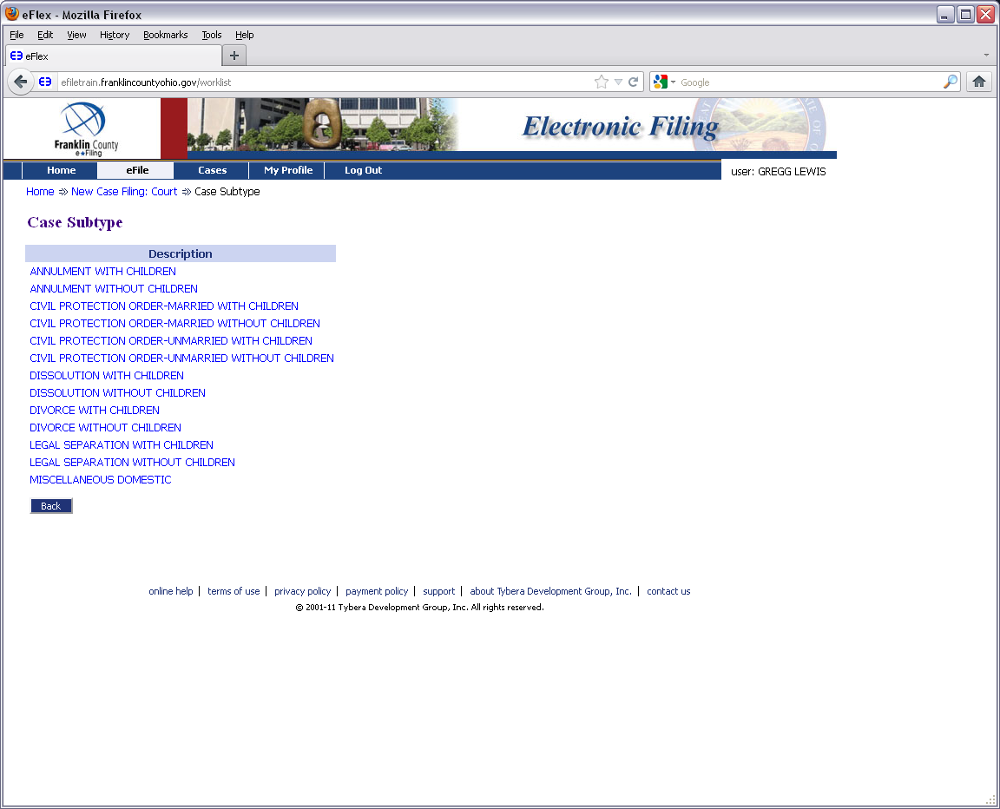 eFlex - Mozilla Firefox
File Edit View History Bookmarks Tools Help
eFlex
efiletrain.franklincountyohio.gov/worklist
Google
Franklin County
e★Filing
Electronic Filing
Home eFile Cases My Profile Log Out
user: GREGG LEWIS
Home ⇒ New Case Filing: Court ⇒ Case Subtype
Case Subtype
Description
ANNULMENT WITH CHILDREN
ANNULMENT WITHOUT CHILDREN
CIVIL PROTECTION ORDER-MARRIED WITH CHILDREN
CIVIL PROTECTION ORDER-MARRIED WITHOUT CHILDREN
CIVIL PROTECTION ORDER-UNMARRIED WITH CHILDREN
CIVIL PROTECTION ORDER-UNMARRIED WITHOUT CHILDREN
DISSOLUTION WITH CHILDREN
DISSOLUTION WITHOUT CHILDREN
DIVORCE WITH CHILDREN
DIVORCE WITHOUT CHILDREN
LEGAL SEPARATION WITH CHILDREN
LEGAL SEPARATION WITHOUT CHILDREN
MISCELLANEOUS DOMESTIC
Back
online help | terms of use | privacy policy | payment policy | support | about Tybera Development Group, Inc. | contact us
© 2001-11 Tybera Development Group, Inc. All rights reserved.